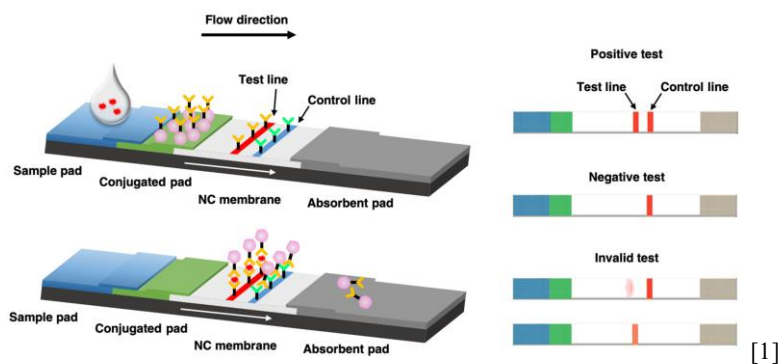 Flow direction
Test line
Control line
Sample pad
Conjugated pad
NC membrane
Absorbent pad
Sample pad
Conjugated pad
NC membrane
Absorbent pad
Positive test
Test line
Control line
Negative test
Invalid test
[1]